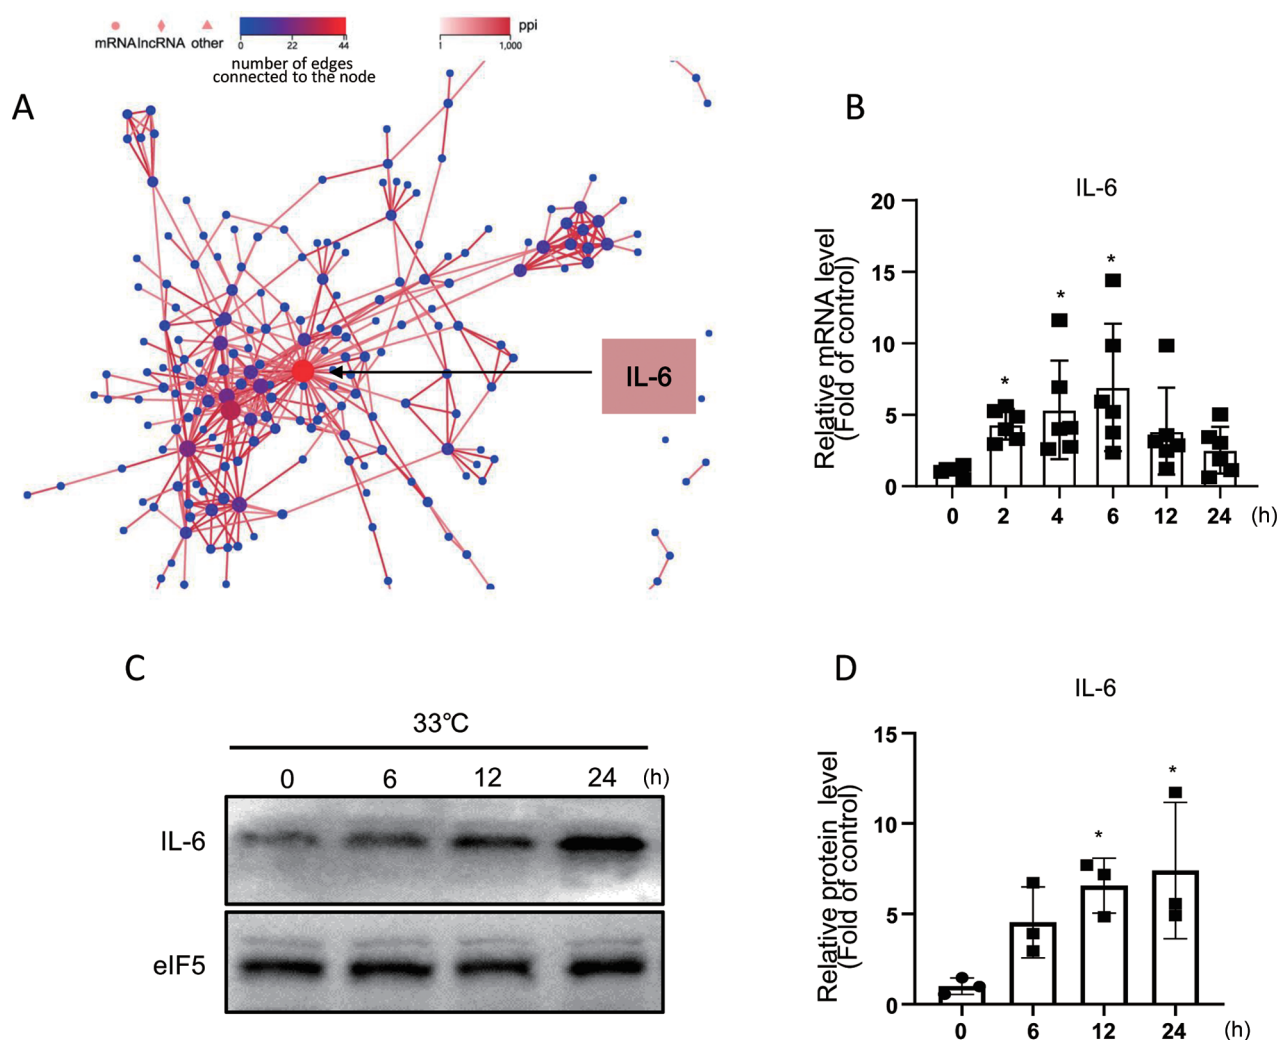 mRNA lncRNA other
0 22 44
number of edges
connected to the node
ppi
1 1,000
A
IL-6
B
IL-6
Relative mRNA level
(Fold of control)
20
15
10
5
0
*
*
*
0 2 4 6 12 24 (h)
C
33°C
0 6 12 24 (h)
IL-6
eIF5
D
IL-6
Relative protein level
(Fold of control)
15
10
5
0
*
*
0 6 12 24 (h)